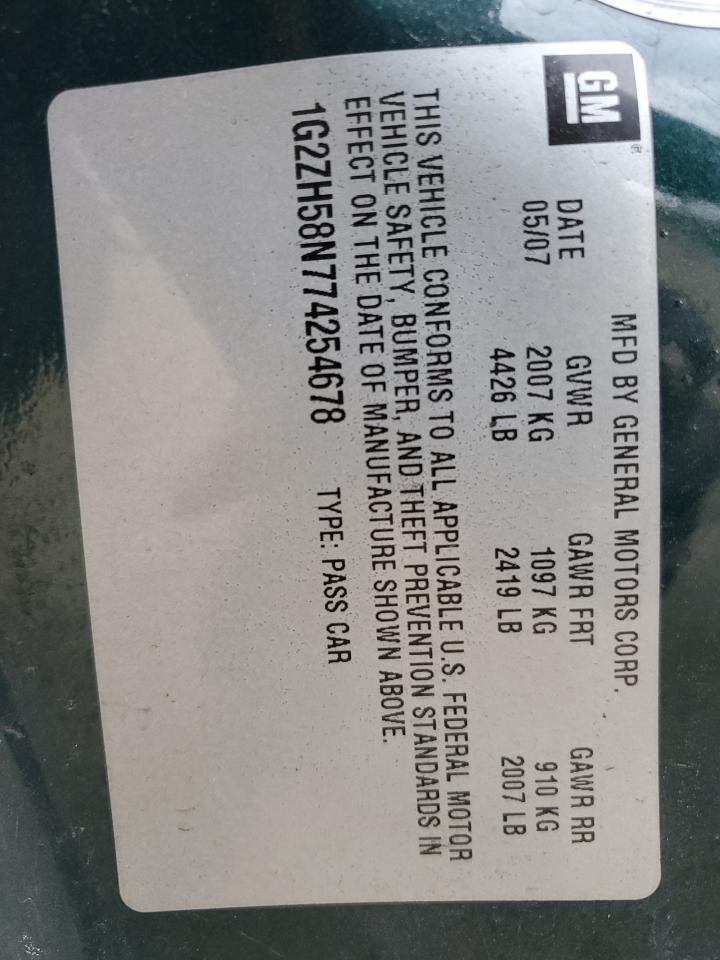 GM
MFD BY GENERAL MOTORS CORP.
DATE GVWR GAWR FRT GAWR RR
05/07 2007 KG 1097 KG 910 KG
4426 LB 2419 LB 2007 LB
THIS VEHICLE CONFORMS TO ALL APPLICABLE U.S. FEDERAL MOTOR
VEHICLE SAFETY, BUMPER, AND THEFT PREVENTION STANDARDS IN
EFFECT ON THE DATE OF MANUFACTURE SHOWN ABOVE.
1G2ZH58N774254678 TYPE: PASS CAR